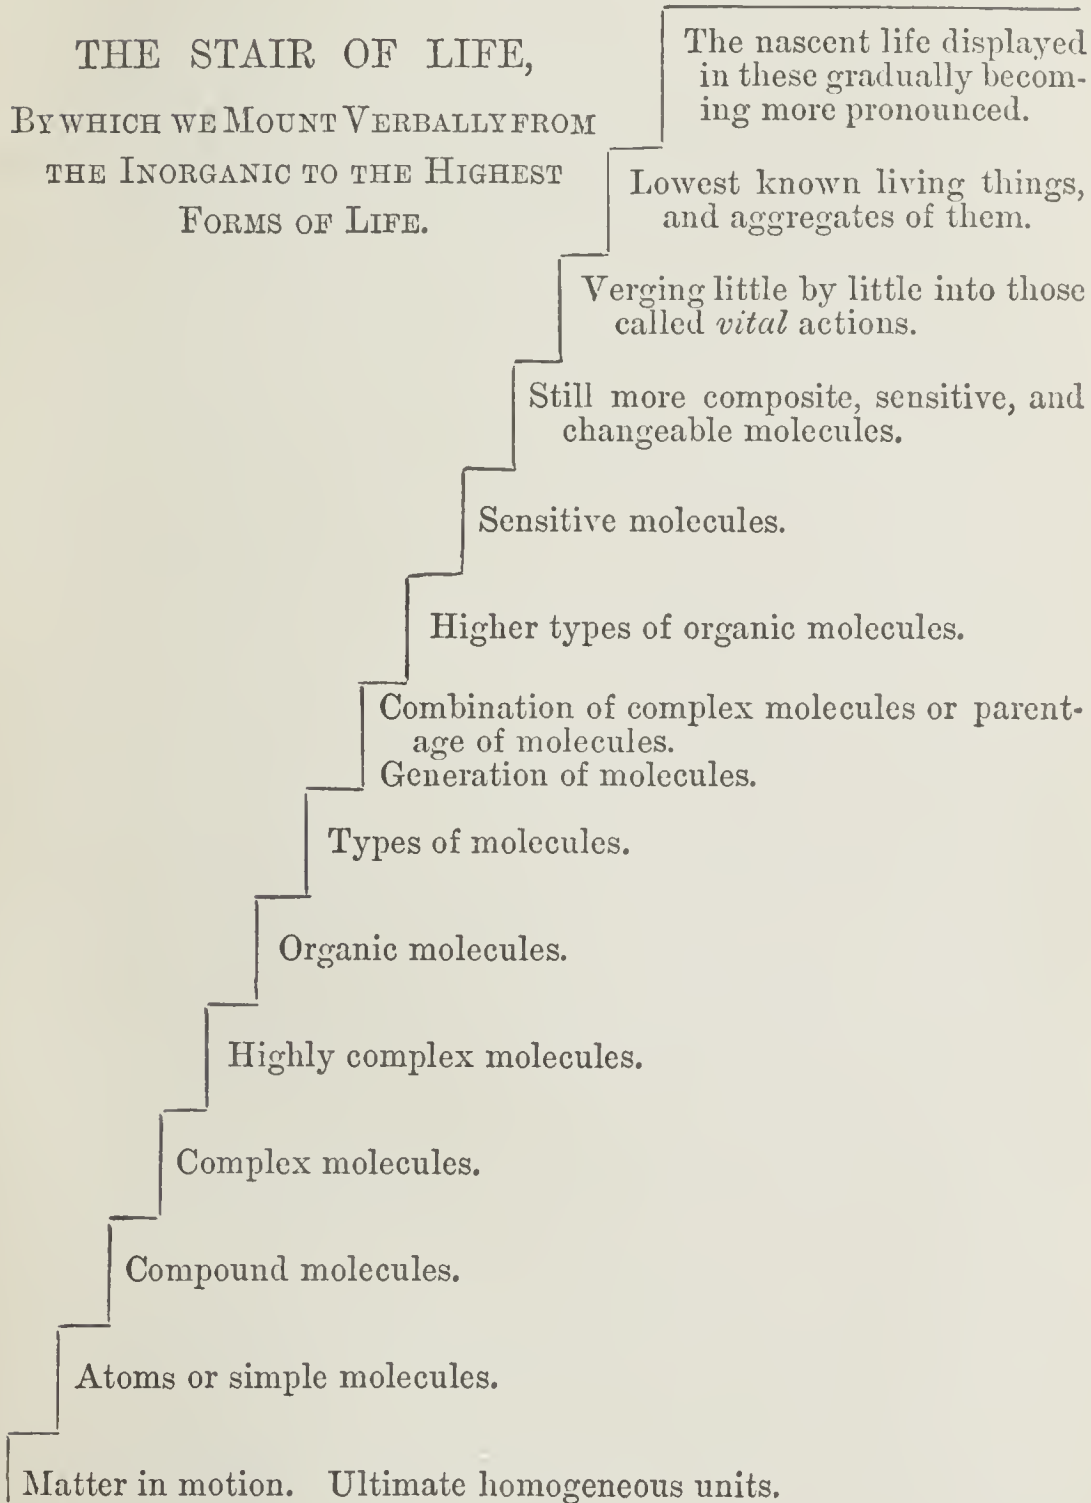 THE STAIR OF LIFE,
BY WHICH WE MOUNT VERBALLY FROM
THE INORGANIC TO THE HIGHEST
FORMS OF LIFE.
The nascent life displayed
in these gradually becom-
ing more pronounced.
Lowest known living things,
and aggregates of them.
Verging little by little into those
called vital actions.
Still more composite, sensitive, and
changeable molecules.
Sensitive molecules.
Higher types of organic molecules.
Combination of complex molecules or parent-
age of molecules.
Generation of molecules.
Types of molecules.
Organic molecules.
Highly complex molecules.
Complex molecules.
Compound molecules.
Atoms or simple molecules.
Matter in motion. Ultimate homogeneous units.